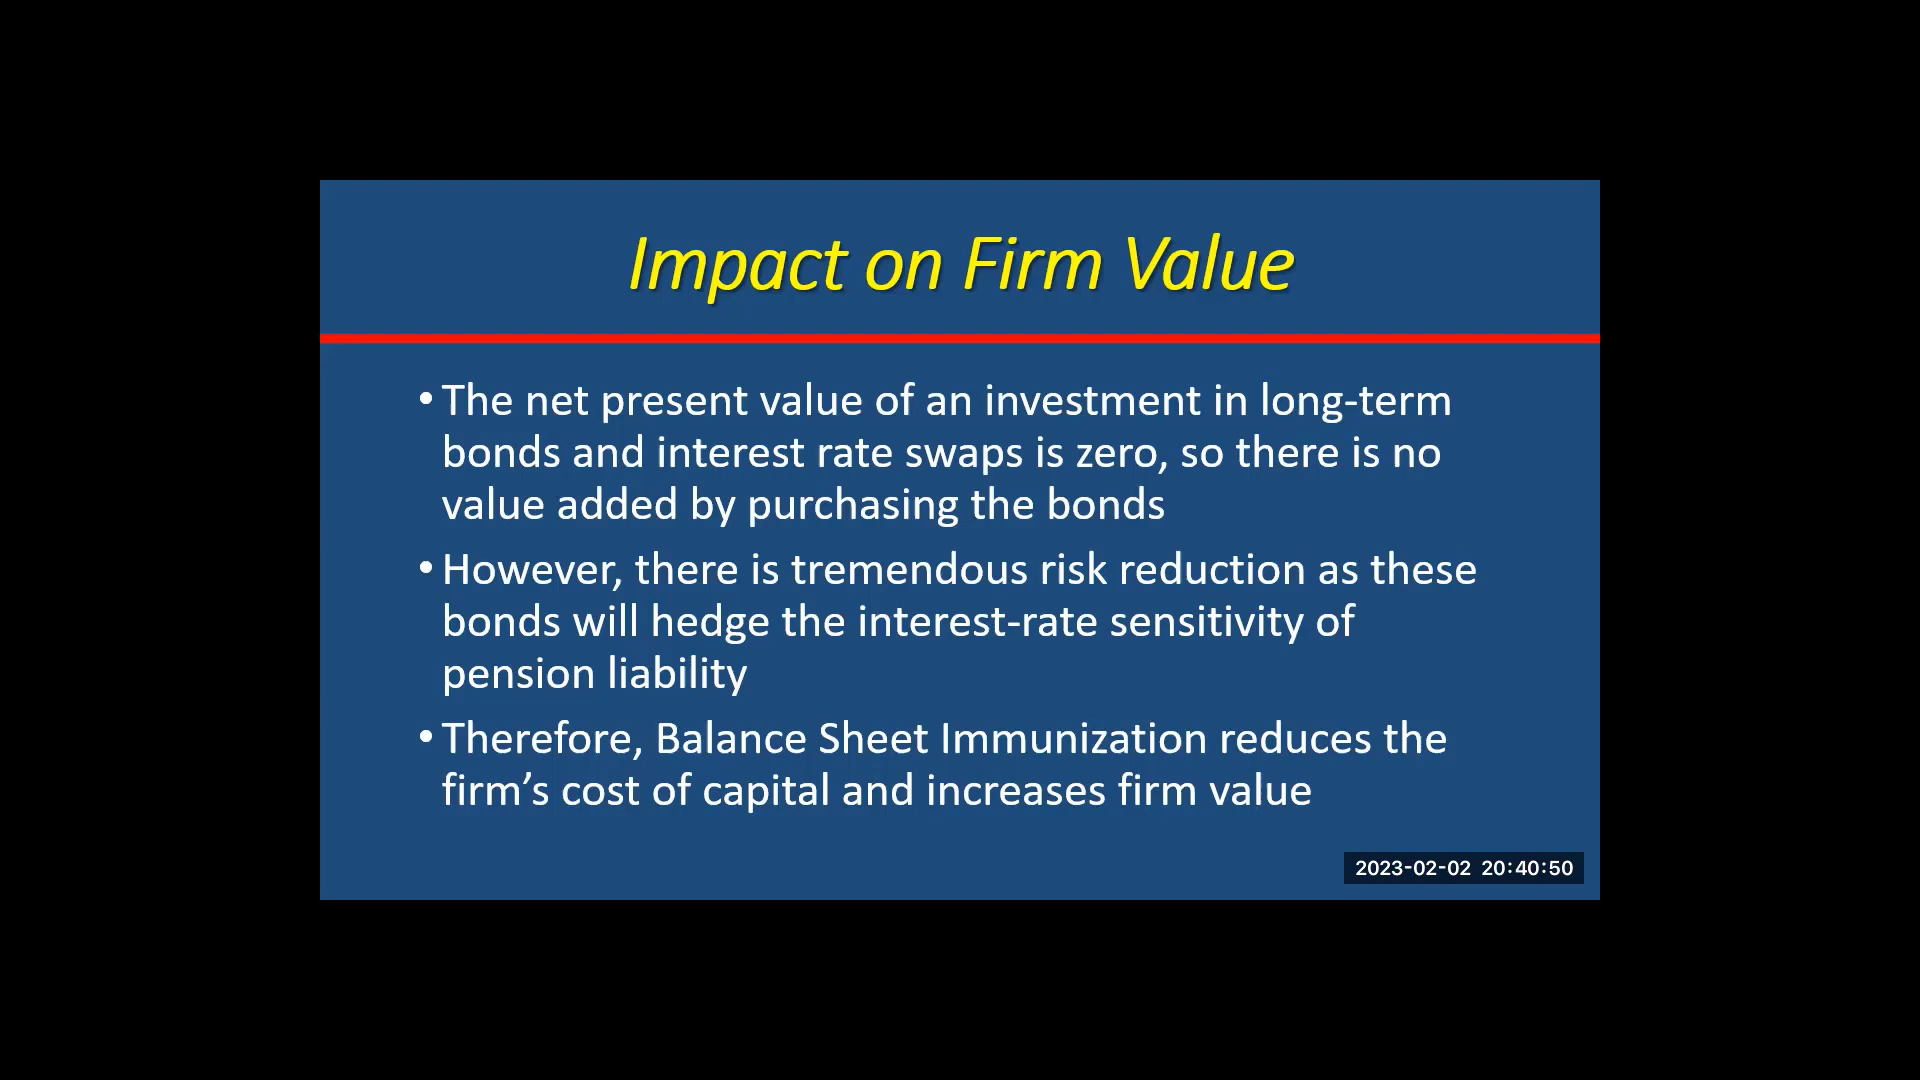 Impact on Firm Value
• The net present value of an investment in long-term
bonds and interest rate swaps is zero, so there is no
value added by purchasing the bonds
• However, there is tremendous risk reduction as these
bonds will hedge the interest-rate sensitivity of
pension liability
• Therefore, Balance Sheet Immunization reduces the
firm’s cost of capital and increases firm value
2023-02-02 20:40:50